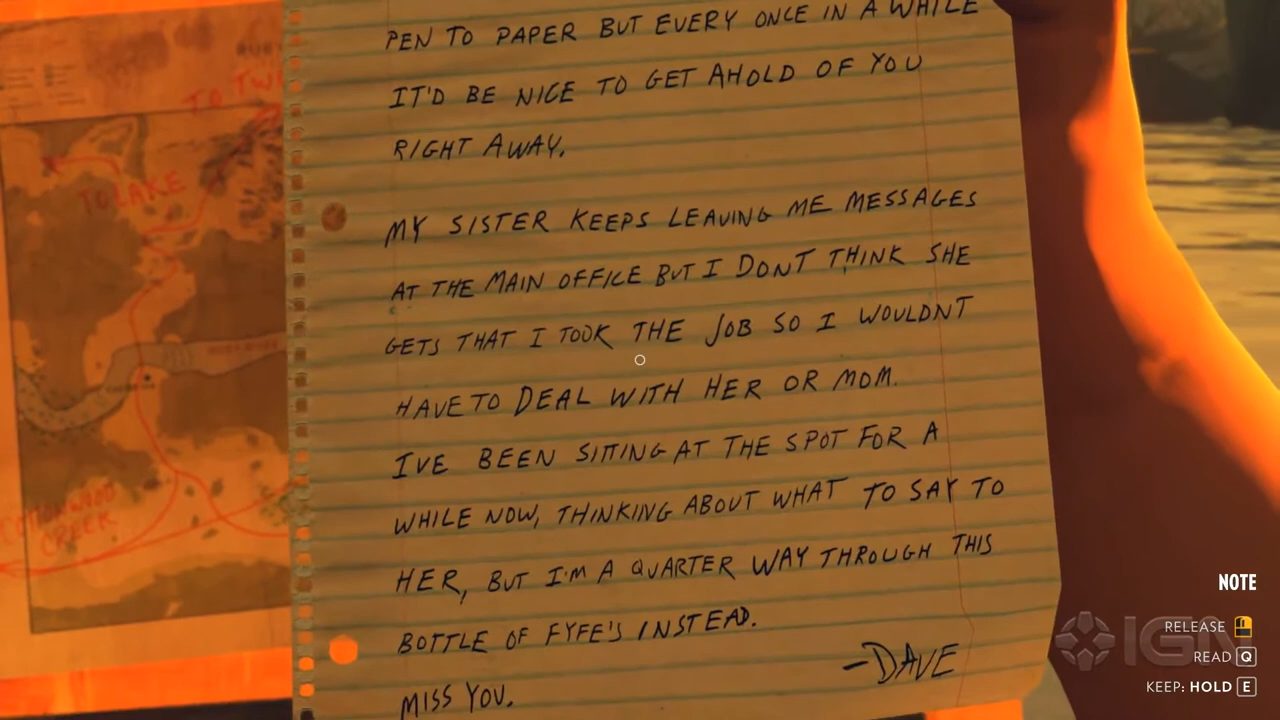 PEN TO PAPER BUT EVERY ONCE IN A WHILE
IT'D BE NICE TO GET AHOLD OF YOU
RIGHT AWAY.
MY SISTER KEEPS LEAVING ME MESSAGES
AT THE MAIN OFFICE BUT I DONT THINK SHE
GETS THAT I TOOK THE JOB SO I WOULDNT
HAVE TO DEAL WITH HER OR MOM.
IVE BEEN SITTING AT THE SPOT FOR A
WHILE NOW, THINKING ABOUT WHAT TO SAY TO
HER, BUT I'M A QUARTER WAY THROUGH THIS
BOTTLE OF FYFE'S INSTEAD.
MISS YOU.
-DAVE
TO
TO LAKE
COTTONWOOD
CREEK
NOTE
RELEASE
READ Q
KEEP: HOLD E
IGN